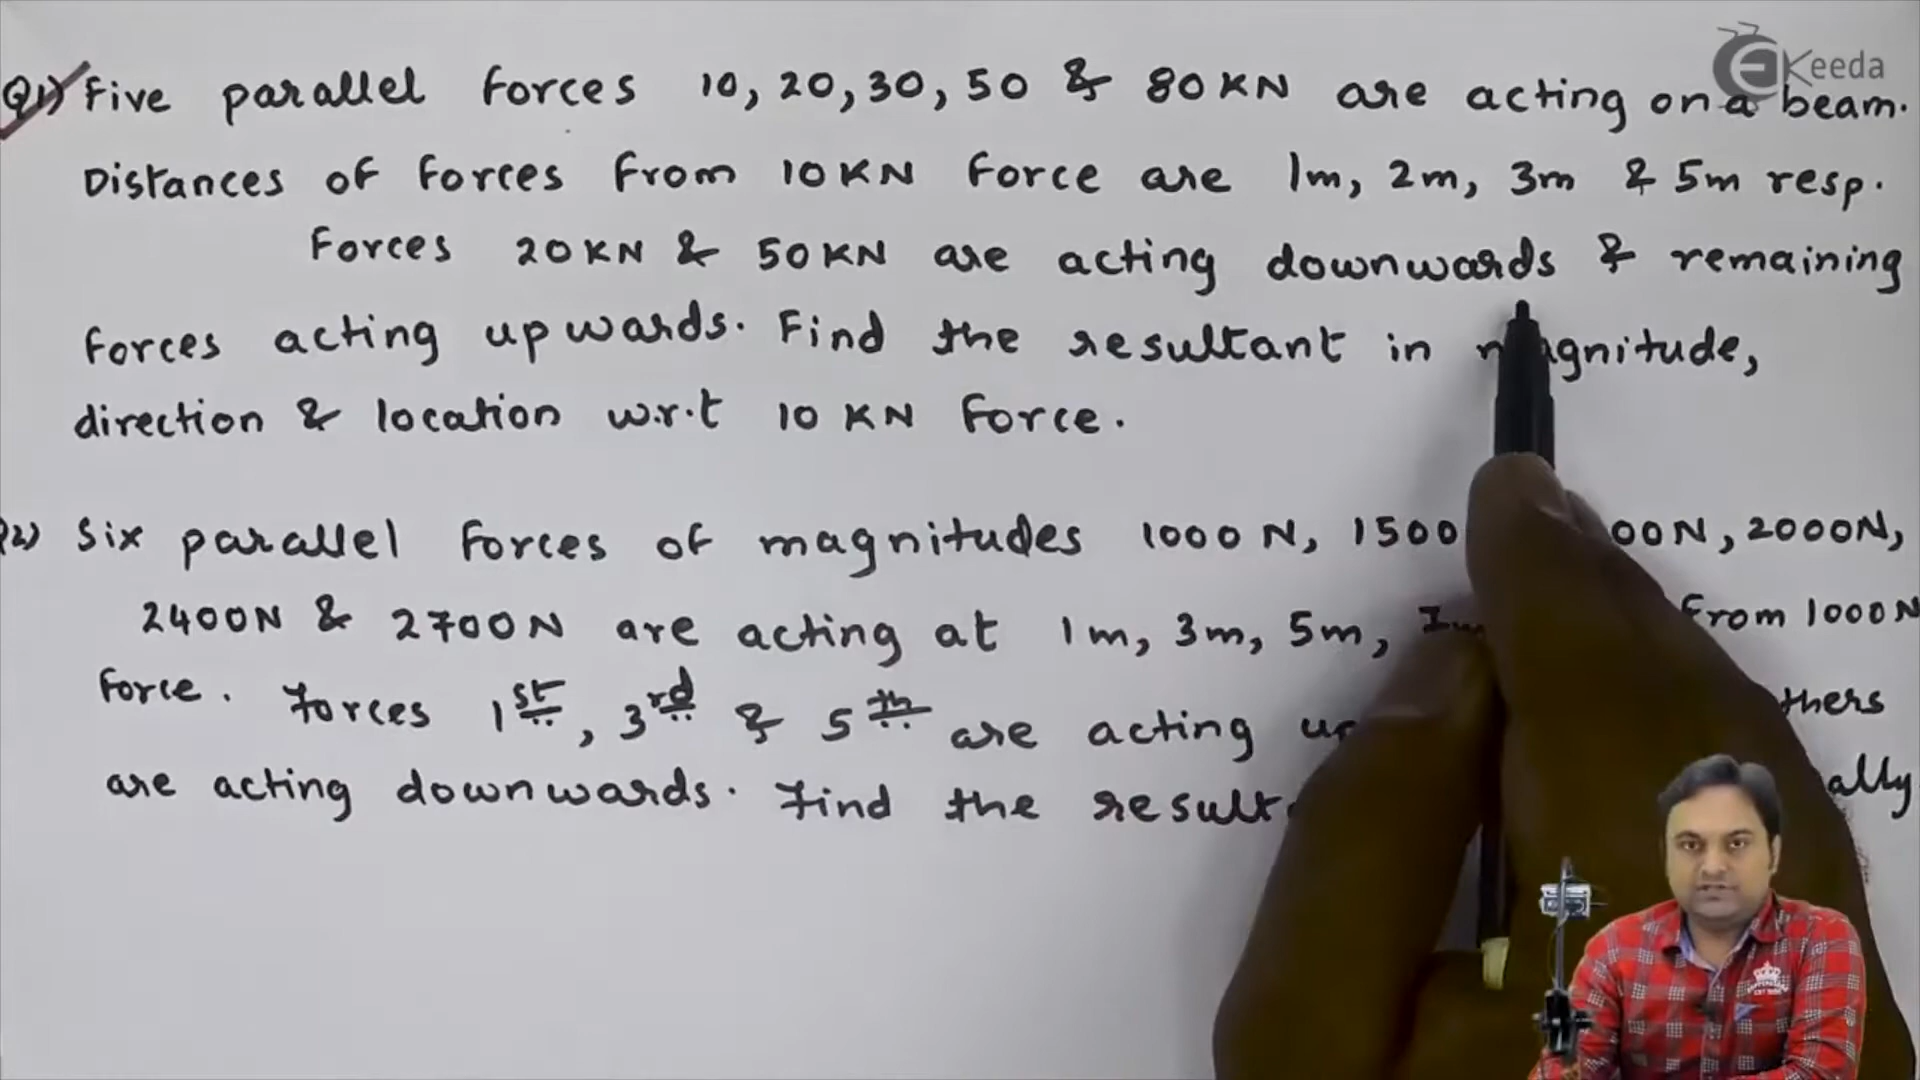 Keeda
Q1) Five parallel forces 10, 20, 30, 50 & 80 KN are acting on a beam.
Distances of forces from 10 KN force are 1m, 2m, 3m & 5m resp.
Forces 20 KN & 50 KN are acting downwards & remaining
forces acting upwards. Find the resultant in magnitude,
direction & location w.r.t 10 KN force.
Six parallel forces of magnitudes 1000 N, 1500 00N, 2000N,
2400N & 2700N are acting at 1m, 3m, 5m, from 1000N
force. Forces 1st, 3rd & 5th are acting thers
are acting downwards. Find the ally.